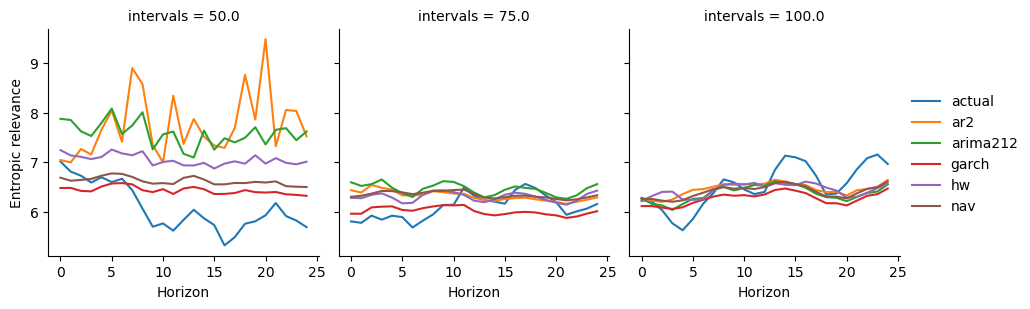 intervals = 50.0
intervals = 75.0
intervals = 100.0
Entropic relevance
9
8
7
6
0 5 10 15 20 25
0 5 10 15 20 25
0 5 10 15 20 25
Horizon
Horizon
Horizon
actual
ar2
arima212
garch
hw
nav